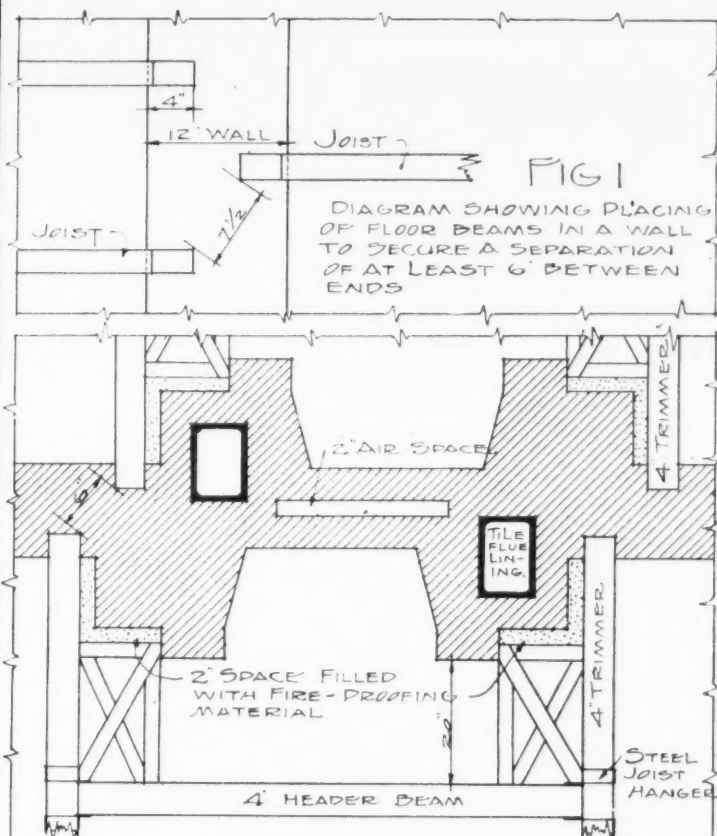 4"
12" WALL
JOIST
FIG 1
DIAGRAM SHOWING PLACING
OF FLOOR BEAMS IN A WALL
TO SECURE A SEPARATION
OF AT LEAST 6" BETWEEN
ENDS
JOIST
7 1/2
4" TRIMMER
2" AIR SPACE
6"
TILE
FLUE
LIN-
ING.
4" TRIMMER
2" SPACE FILLED
WITH FIRE-PROOFING
MATERIAL
20"
STEEL
JOIST
HANGER
4" HEADER BEAM